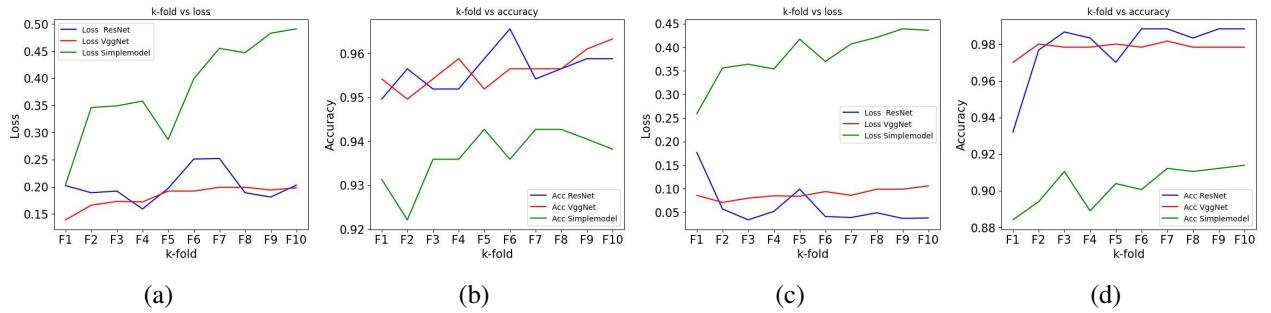 k-fold vs loss
Loss ResNet
Loss VggNet
Loss Simplemodel
0.50
0.45
0.40
0.35
0.30
0.25
0.20
0.15
Loss
F1 F2 F3 F4 F5 F6 F7 F8 F9 F10
k-fold
(a)
k-fold vs accuracy
0.96
0.95
0.94
0.93
0.92
Accuracy
Acc ResNet
Acc VggNet
Acc Simplemodel
F1 F2 F3 F4 F5 F6 F7 F8 F9 F10
k-fold
(b)
k-fold vs loss
0.45
0.40
0.35
0.30
0.25
0.20
0.15
0.10
0.05
Loss
Loss ResNet
Loss VggNet
Loss Simplemodel
F1 F2 F3 F4 F5 F6 F7 F8 F9 F10
k-fold
(c)
k-fold vs accuracy
0.98
0.96
0.94
0.92
0.90
0.88
Accuracy
Acc ResNet
Acc VggNet
Acc Simplemodel
F1 F2 F3 F4 F5 F6 F7 F8 F9 F10
k-fold
(d)